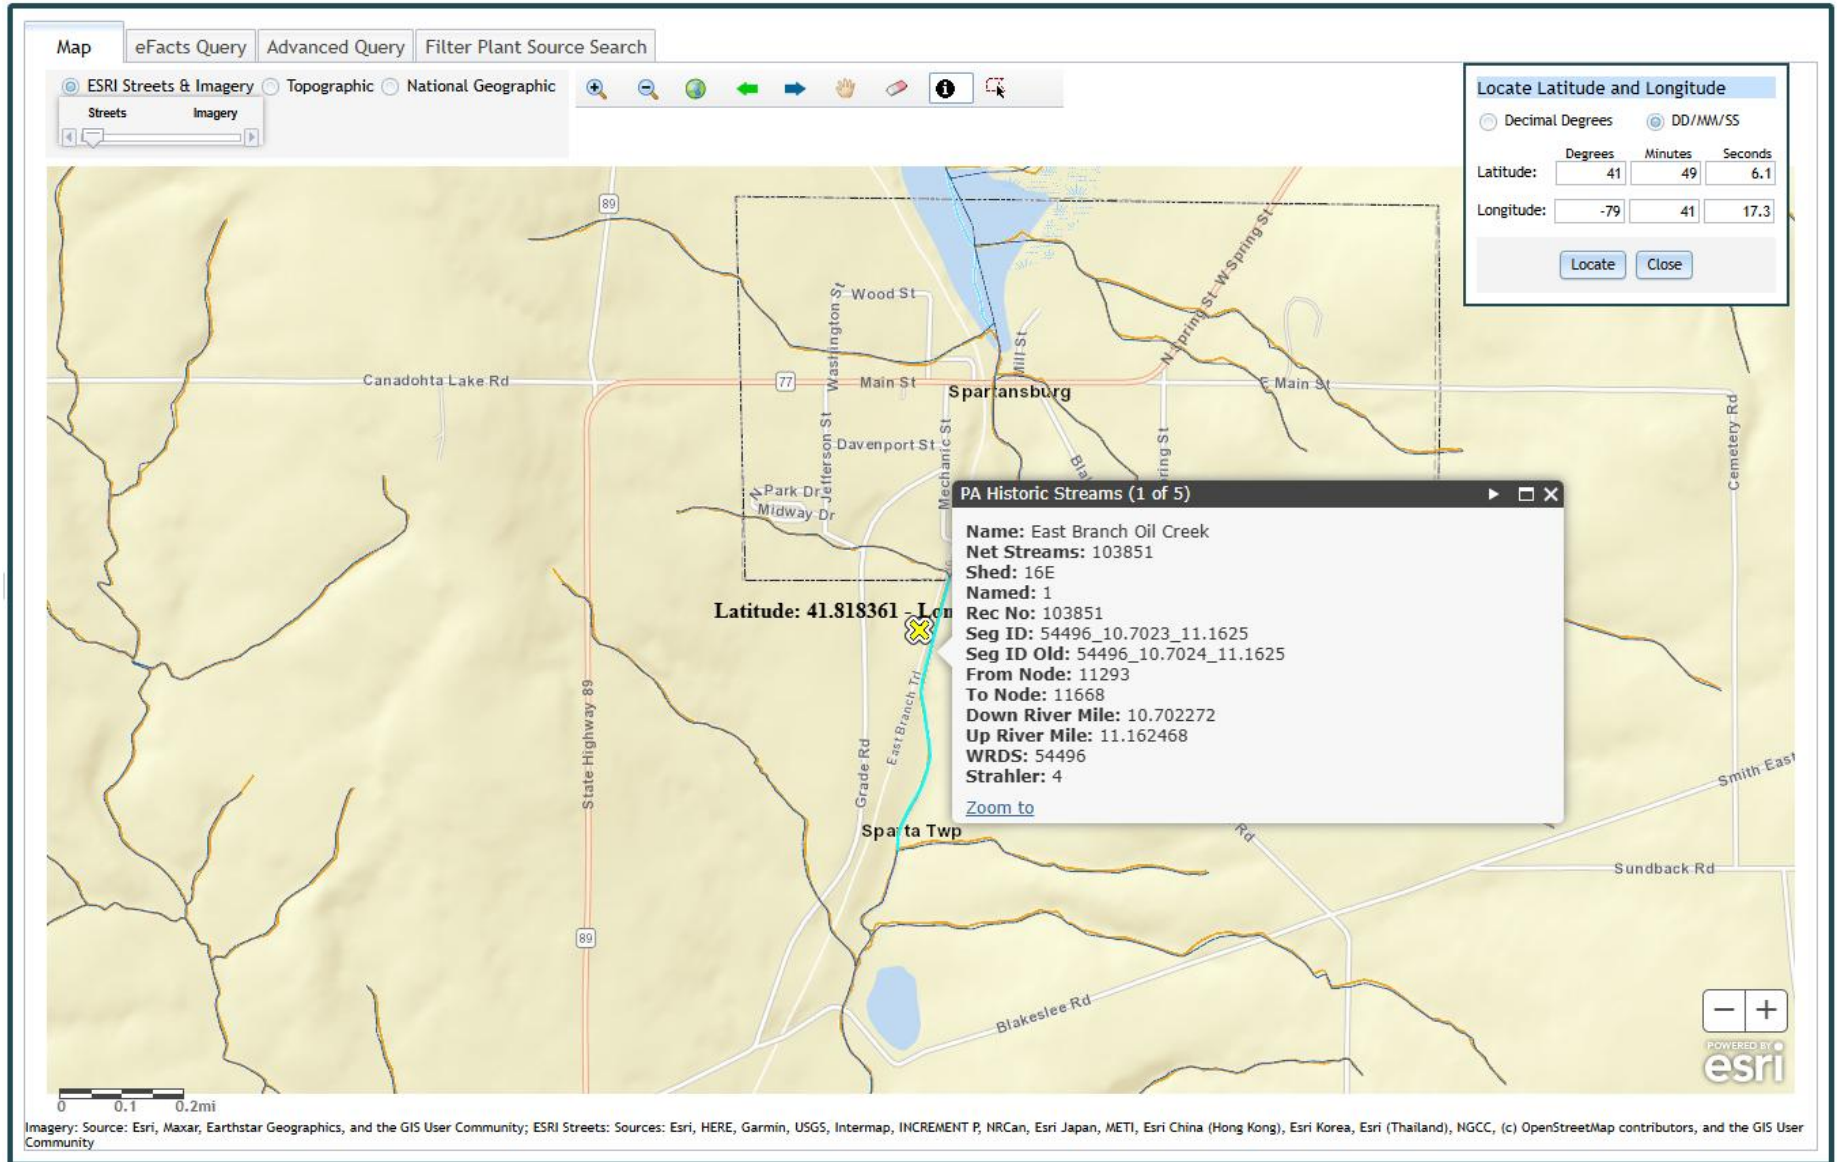 Map
eFacts Query
Advanced Query
Filter Plant Source Search
ESRI Streets & Imagery
Topographic
National Geographic
Streets
Imagery
Locate Latitude and Longitude
Decimal Degrees
DD/MM/SS
Degrees Minutes Seconds
Latitude: 41 49 6.1
Longitude: -79 41 17.3
Locate
Close
89
W Spring St
N Spring St
Washington St
Wood St
Mill St
Canadohta Lake Rd
77
Main St
E Main St
Spartansburg
Cemetery Rd
Jefferson St
Davenport St
Mechanic St
Bla
ring St
N Park Dr
Midway Dr
PA Historic Streams (1 of 5)
Name: East Branch Oil Creek
Net Streams: 103851
Shed: 16E
Named: 1
Rec No: 103851
Seg ID: 54496_10.7023_11.1625
Seg ID Old: 54496_10.7024_11.1625
From Node: 11293
To Node: 11668
Down River Mile: 10.702272
Up River Mile: 11.162468
WRDS: 54496
Strahler: 4
Zoom to
Latitude: 41.818361 - Lon
East Branch Trl
State Highway 89
Grade Rd
Smith East
Sparta Twp
Rd
Sundback Rd
89
Blakeslee Rd
POWERED BY
esri
0 0.1 0.2mi
Imagery: Source: Esri, Maxar, Earthstar Geographics, and the GIS User Community; ESRI Streets: Sources: Esri, HERE, Garmin, USGS, Intermap, INCREMENT P, NRCan, Esri Japan, METI, Esri China (Hong Kong), Esri Korea, Esri (Thailand), NGCC, (c) OpenStreetMap contributors, and the GIS User
Community